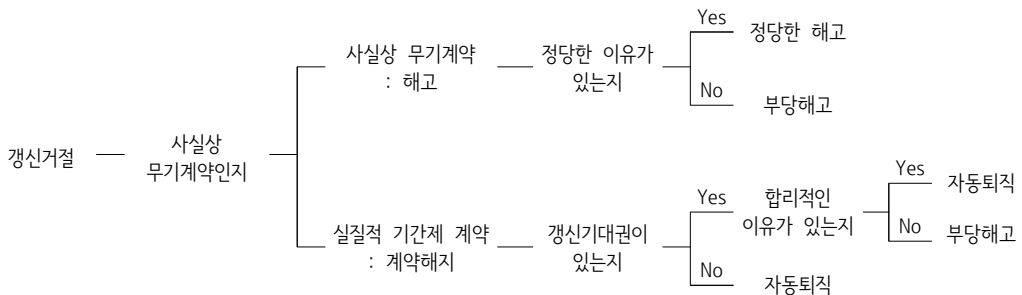 갱신거절
사실상
무기계약인지
사실상 무기계약
: 해고
정당한 이유가
있는지
Yes
정당한 해고
No
부당해고
실질적 기간제 계약
: 계약해지
갱신기대권이
있는지
Yes
합리적인
이유가 있는지
Yes
자동퇴직
No
부당해고
No
자동퇴직